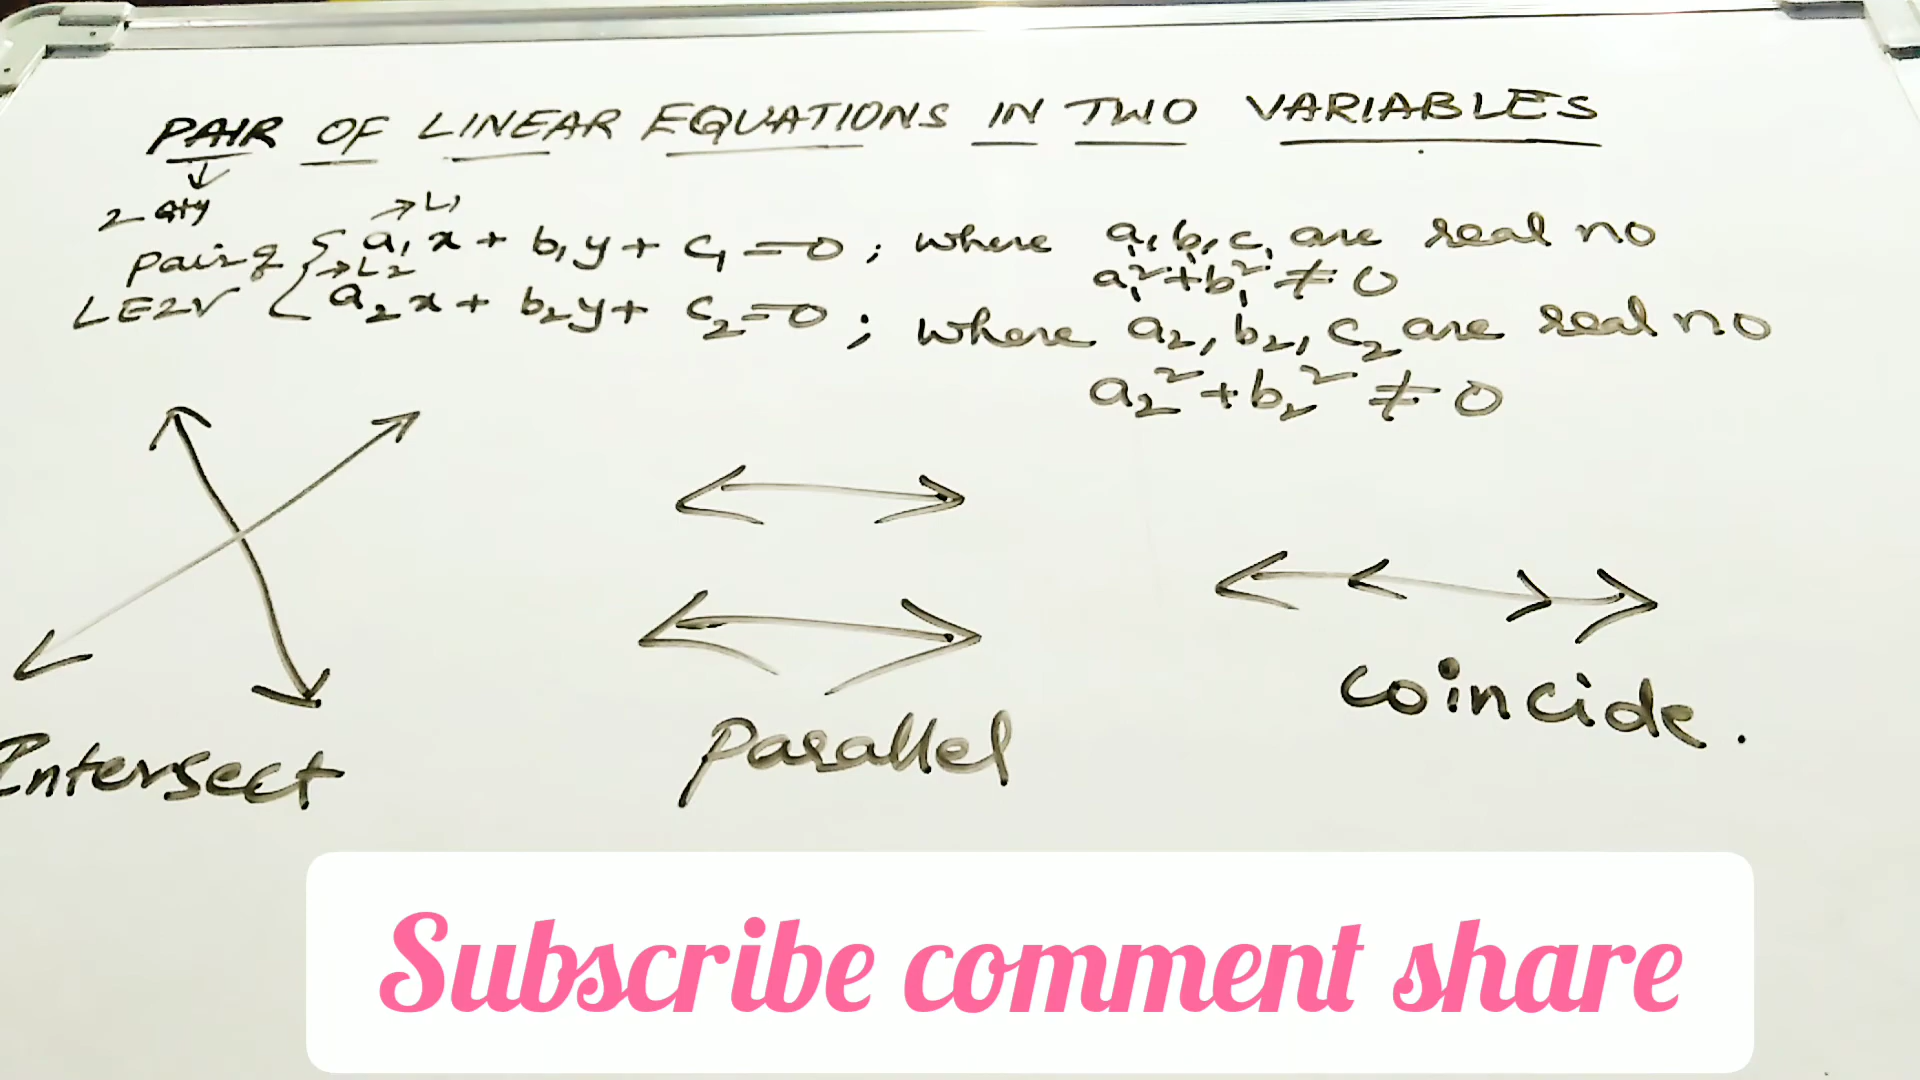 PAIR OF LINEAR EQUATIONS IN TWO VARIABLES
2 qty
→ L1
pair of { a₁x + b₁y + c₁ = 0 ; where a₁, b₁, c₁ are real no
a₁² + b₁² ≠ 0
→ L2
LE2V { a₂x + b₂y + c₂ = 0 ; where a₂, b₂, c₂ are real no
a₂² + b₂² ≠ 0
Intersect
parallel
coincide.
Subscribe comment share